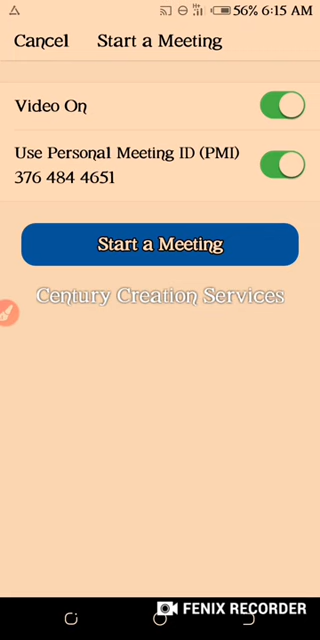 56% 6:15 AM
Cancel Start a Meeting
Video On
Use Personal Meeting ID (PMI)
376 484 4651
Start a Meeting
Century Creation Services
FENIX RECORDER